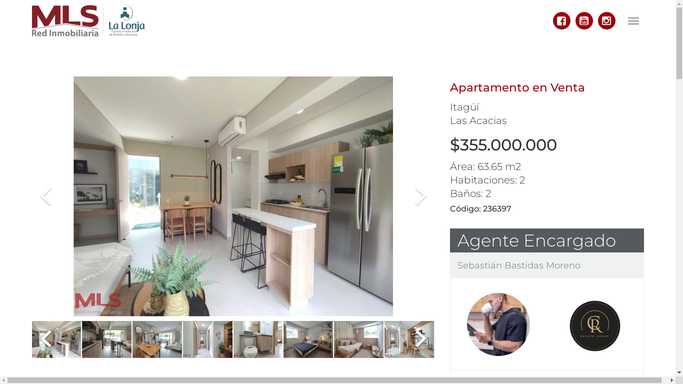 MLS
Red Inmobiliaria
La Lonja
Apartamento en Venta
Itagüí
Las Acacias
$355.000.000
Área: 63.65 m2
Habitaciones: 2
Baños: 2
Código: 236397
Agente Encargado
Sebastián Bastidas Moreno
MLS